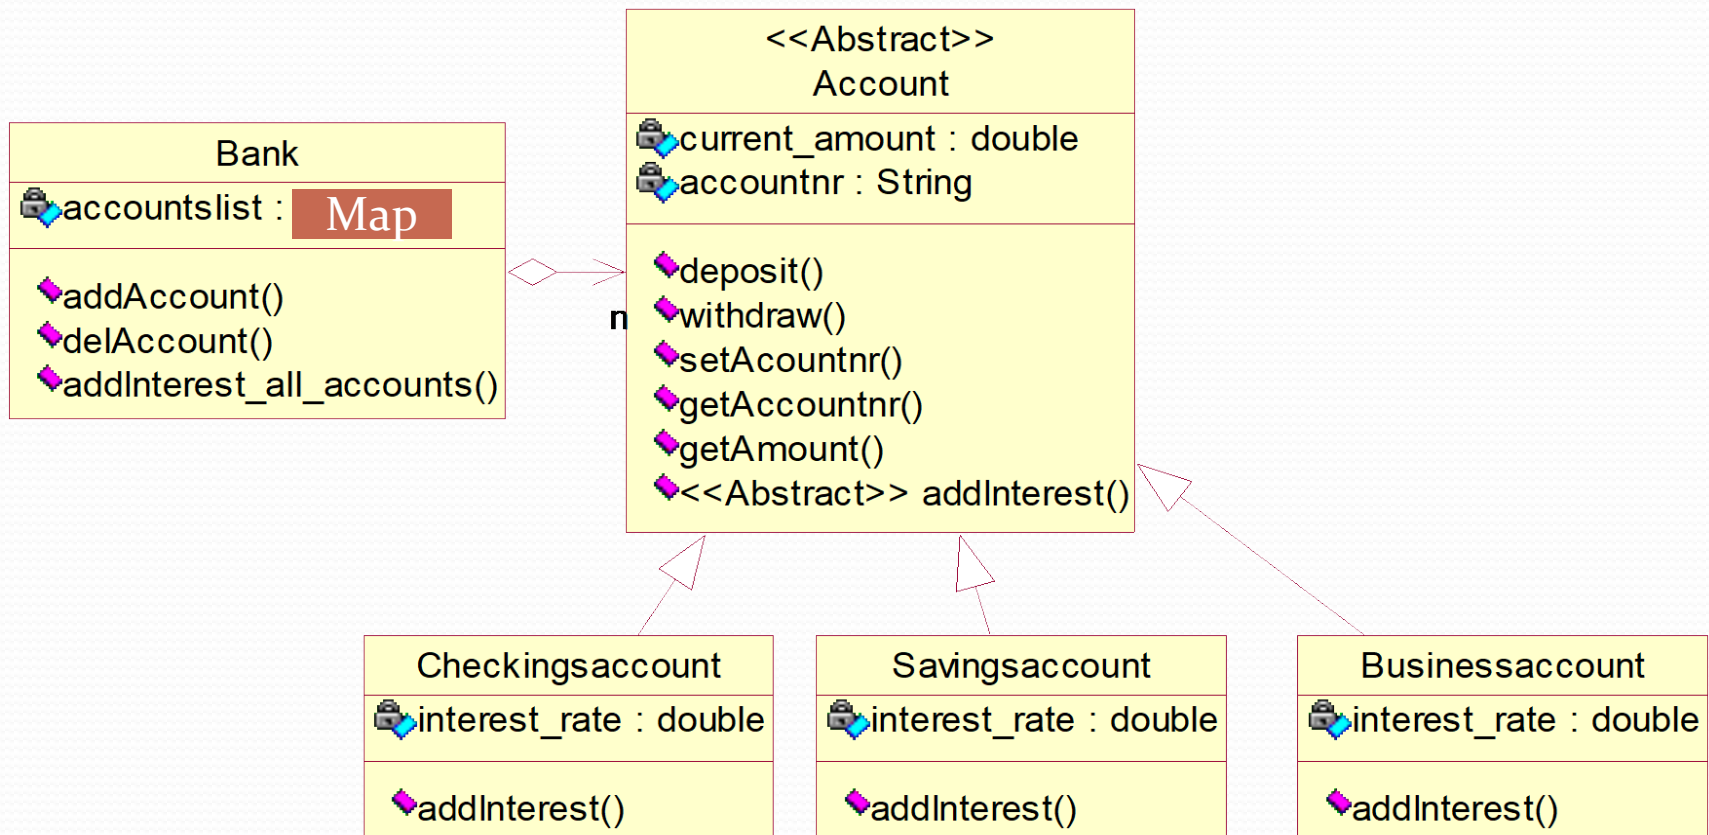 <<Abstract>>
Account
current_amount : double
accountnr : String
deposit()
withdraw()
setAcountnr()
getAccountnr()
getAmount()
<<Abstract>> addInterest()
Bank
accountslist : Map
addAccount()
delAccount()
addInterest_all_accounts()
n
Checkingsaccount
interest_rate : double
addInterest()
Savingsaccount
interest_rate : double
addInterest()
Businessaccount
interest_rate : double
addInterest()